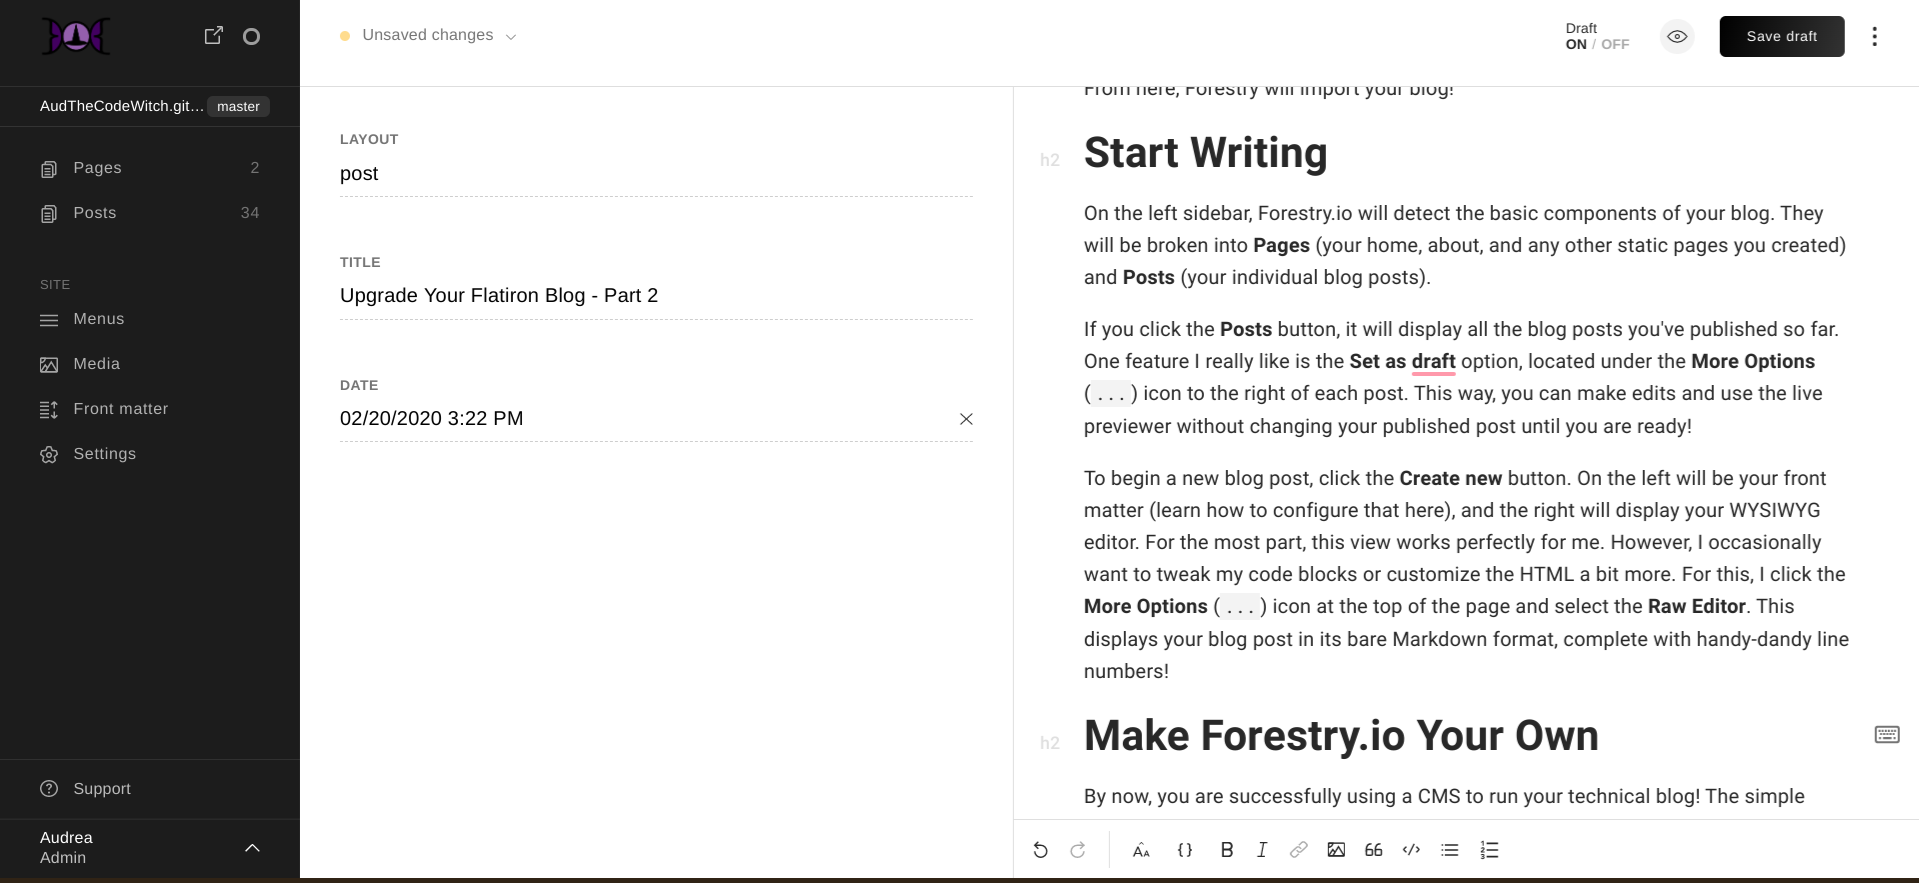 Unsaved changes
Draft
ON / OFF
Save draft
AudTheCodeWitch.git... master
Pages 2
Posts 34
SITE
Menus
Media
Front matter
Settings
Support
Audrea
Admin
LAYOUT
post
TITLE
Upgrade Your Flatiron Blog - Part 2
DATE
02/20/2020 3:22 PM
From here, Forestry will import your blog!
h2 Start Writing
On the left sidebar, Forestry.io will detect the basic components of your blog. They
will be broken into Pages (your home, about, and any other static pages you created)
and Posts (your individual blog posts).
If you click the Posts button, it will display all the blog posts you've published so far.
One feature I really like is the Set as draft option, located under the More Options
(...) icon to the right of each post. This way, you can make edits and use the live
previewer without changing your published post until you are ready!
To begin a new blog post, click the Create new button. On the left will be your front
matter (learn how to configure that here), and the right will display your WYSIWYG
editor. For the most part, this view works perfectly for me. However, I occasionally
want to tweak my code blocks or customize the HTML a bit more. For this, I click the
More Options (...) icon at the top of the page and select the Raw Editor. This
displays your blog post in its bare Markdown format, complete with handy-dandy line
numbers!
h2 Make Forestry.io Your Own
By now, you are successfully using a CMS to run your technical blog! The simple